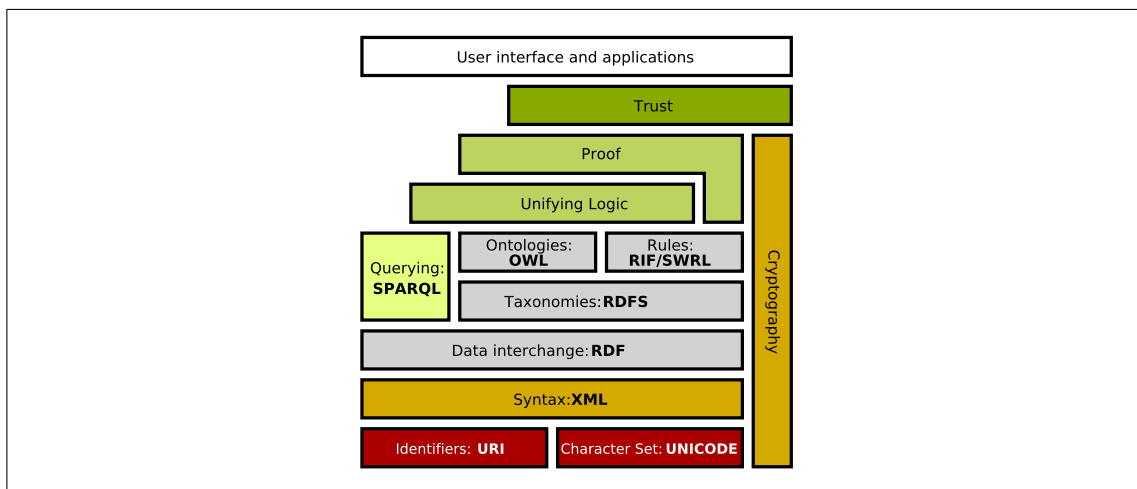 User interface and applications
Trust
Proof
Unifying Logic
Ontologies:
OWL
Rules:
RIF/SWRL
Querying:
SPARQL
Taxonomies:RDFS
Data interchange:RDF
Syntax:XML
Identifiers: URI
Character Set: UNICODE
Cryptography